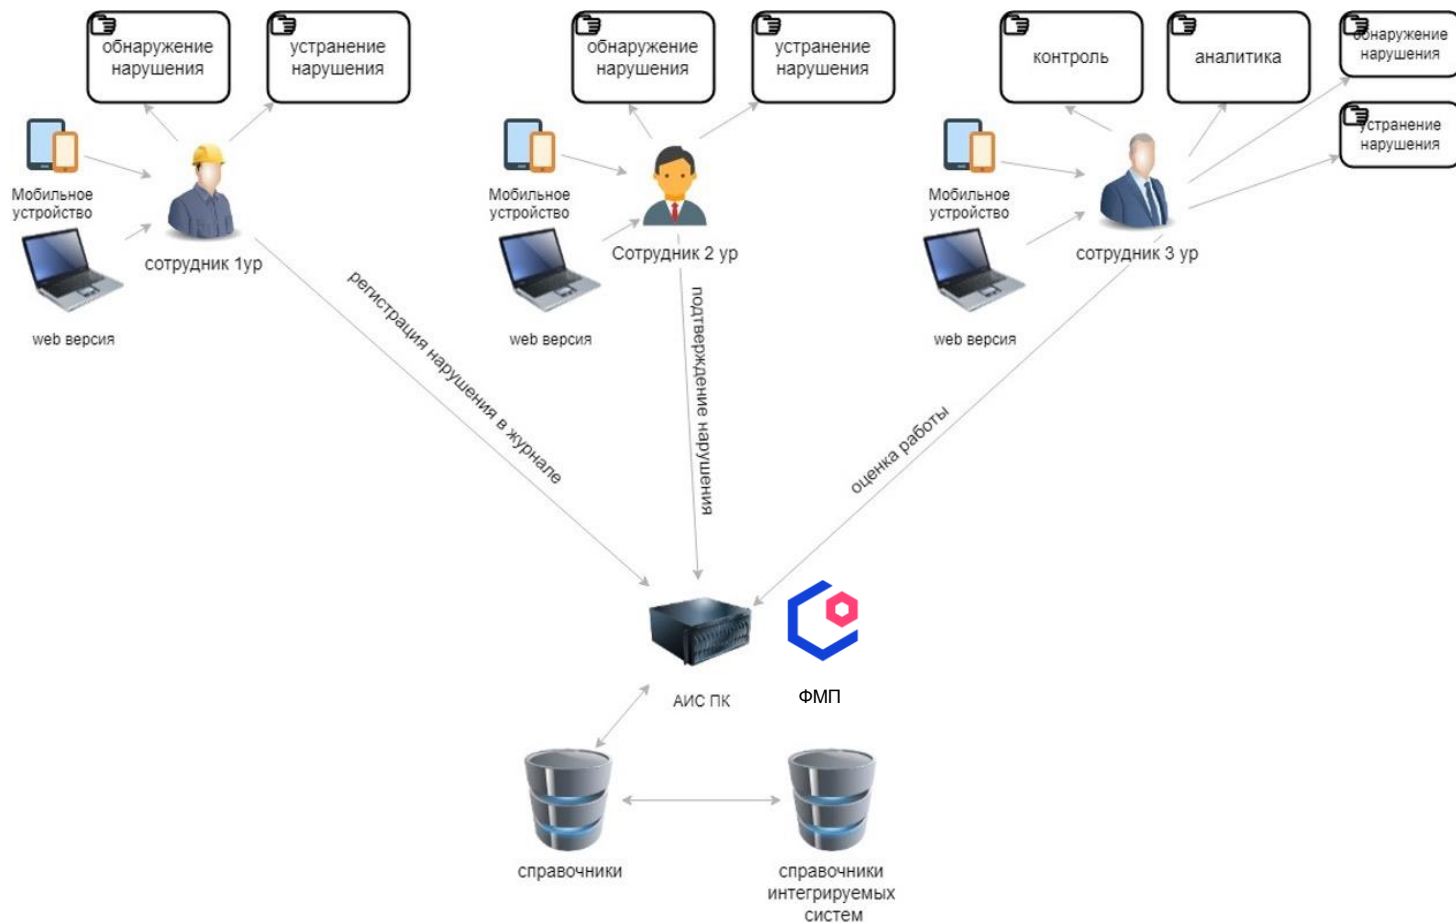 обнаружение
нарушения
устранение
нарушения
обнаружение
нарушения
устранение
нарушения
контроль
аналитика
обнаружение
нарушения
устранение
нарушения
Мобильное
устройство
Мобильное
устройство
Мобильное
устройство
сотрудник 1ур
Сотрудник 2 ур
сотрудник 3 ур
web версия
web версия
web версия
регистрация нарушения в журнале
подтверждение нарушения
оценка работы
АИС ПК
ФМП
справочники
справочники
интегрируемых
систем